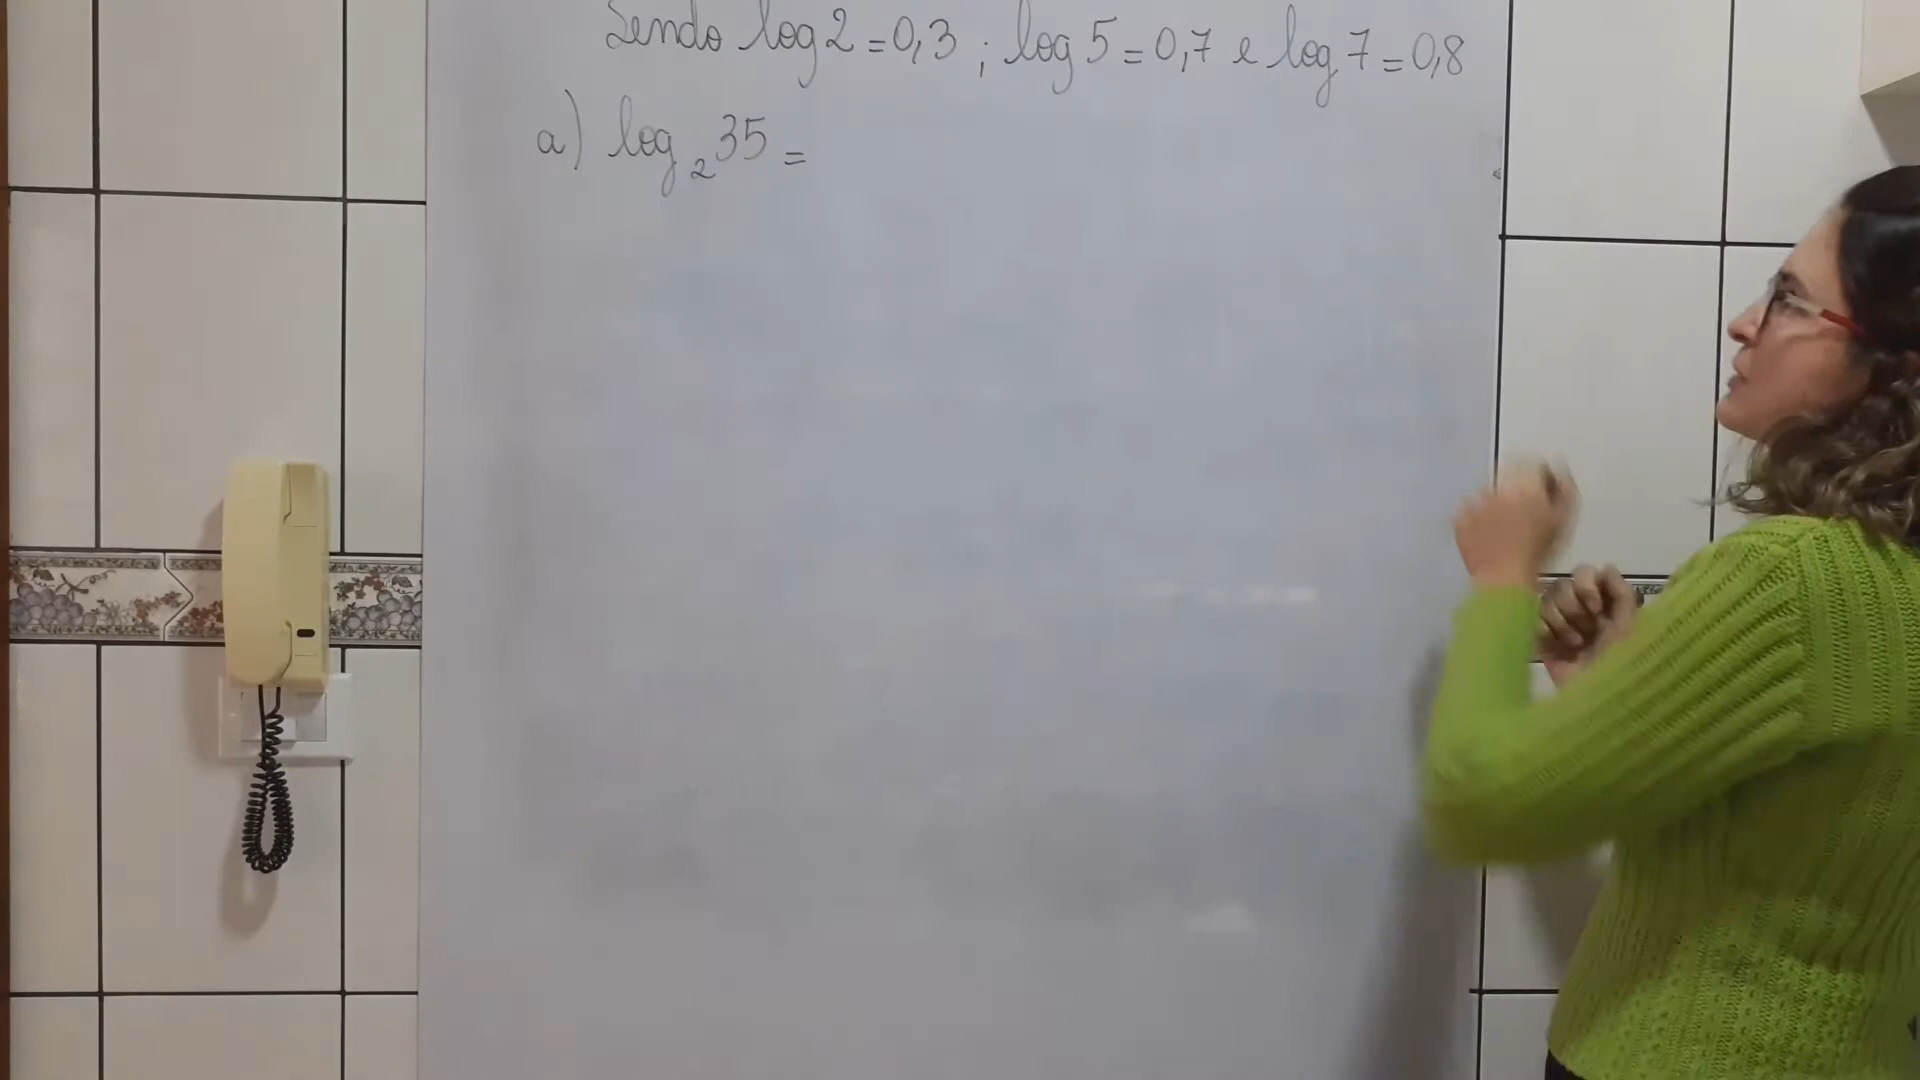 Sendo log 2 = 0,3 ; log 5 = 0,7 e log 7 = 0,8
a) log₂ 35 =